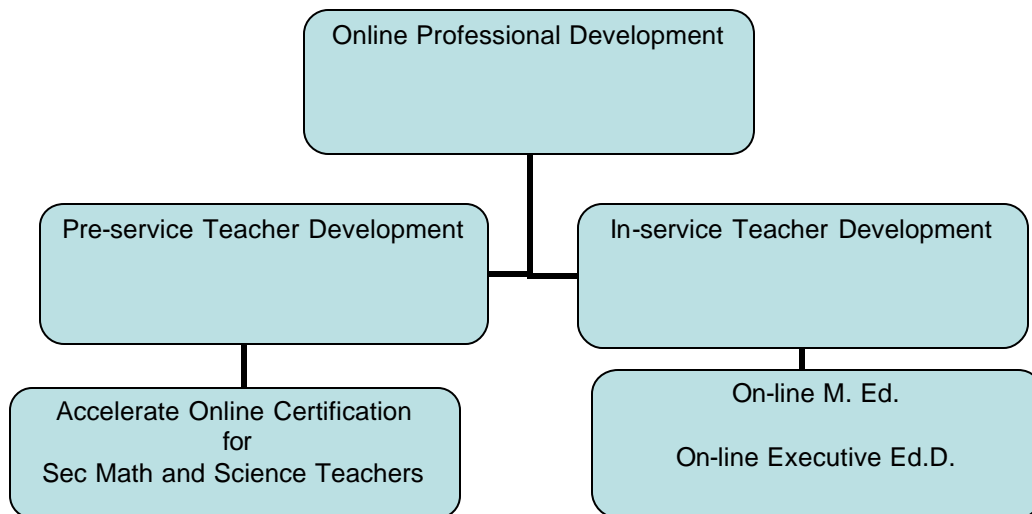 Online Professional Development
Pre-service Teacher Development
In-service Teacher Development
Accelerate Online Certification
for
Sec Math and Science Teachers
On-line M. Ed.
On-line Executive Ed.D.